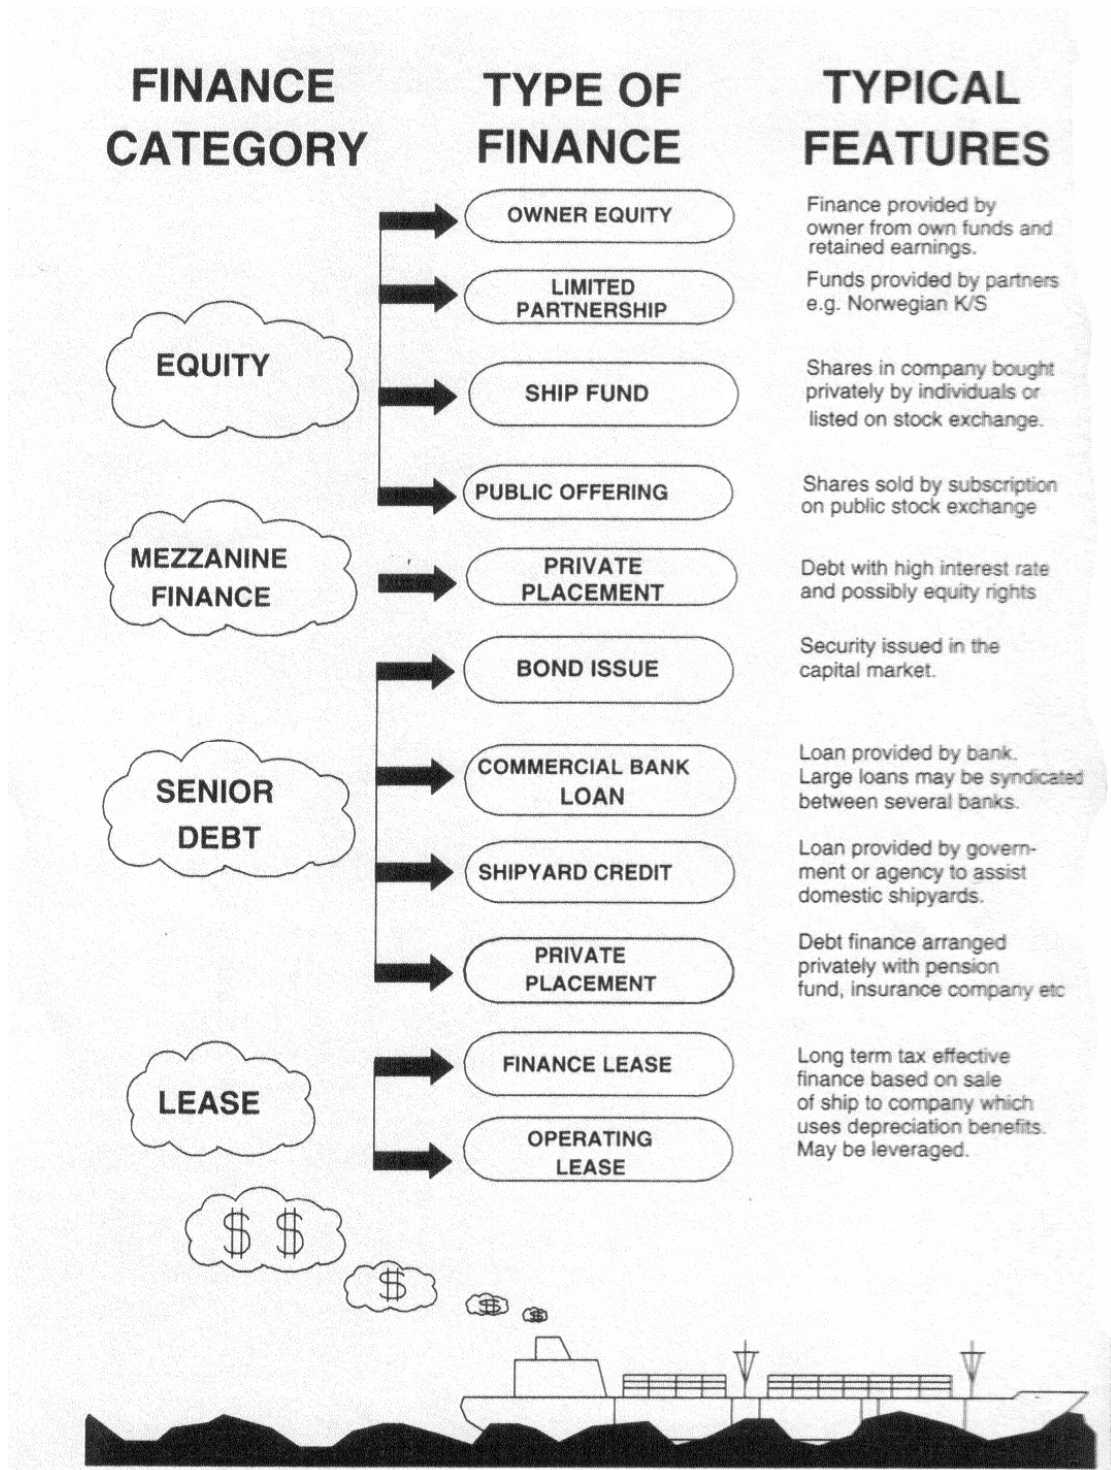 FINANCE
CATEGORY
TYPE OF
FINANCE
TYPICAL
FEATURES
EQUITY
OWNER EQUITY
Finance provided by
owner from own funds and
retained earnings.
LIMITED
PARTNERSHIP
Funds provided by partners
e.g. Norwegian K/S
SHIP FUND
Shares in company bought
privately by individuals or
listed on stock exchange.
PUBLIC OFFERING
Shares sold by subscription
on public stock exchange
MEZZANINE
FINANCE
PRIVATE
PLACEMENT
Debt with high interest rate
and possibly equity rights
SENIOR
DEBT
BOND ISSUE
Security issued in the
capital market.
COMMERCIAL BANK
LOAN
Loan provided by bank.
Large loans may be syndicated
between several banks.
SHIPYARD CREDIT
Loan provided by govern-
ment or agency to assist
domestic shipyards.
PRIVATE
PLACEMENT
Debt finance arranged
privately with pension
fund, insurance company etc
LEASE
FINANCE LEASE
OPERATING
LEASE
Long term tax effective
finance based on sale
of ship to company which
uses depreciation benefits.
May be leveraged.
$ $
$
$
$